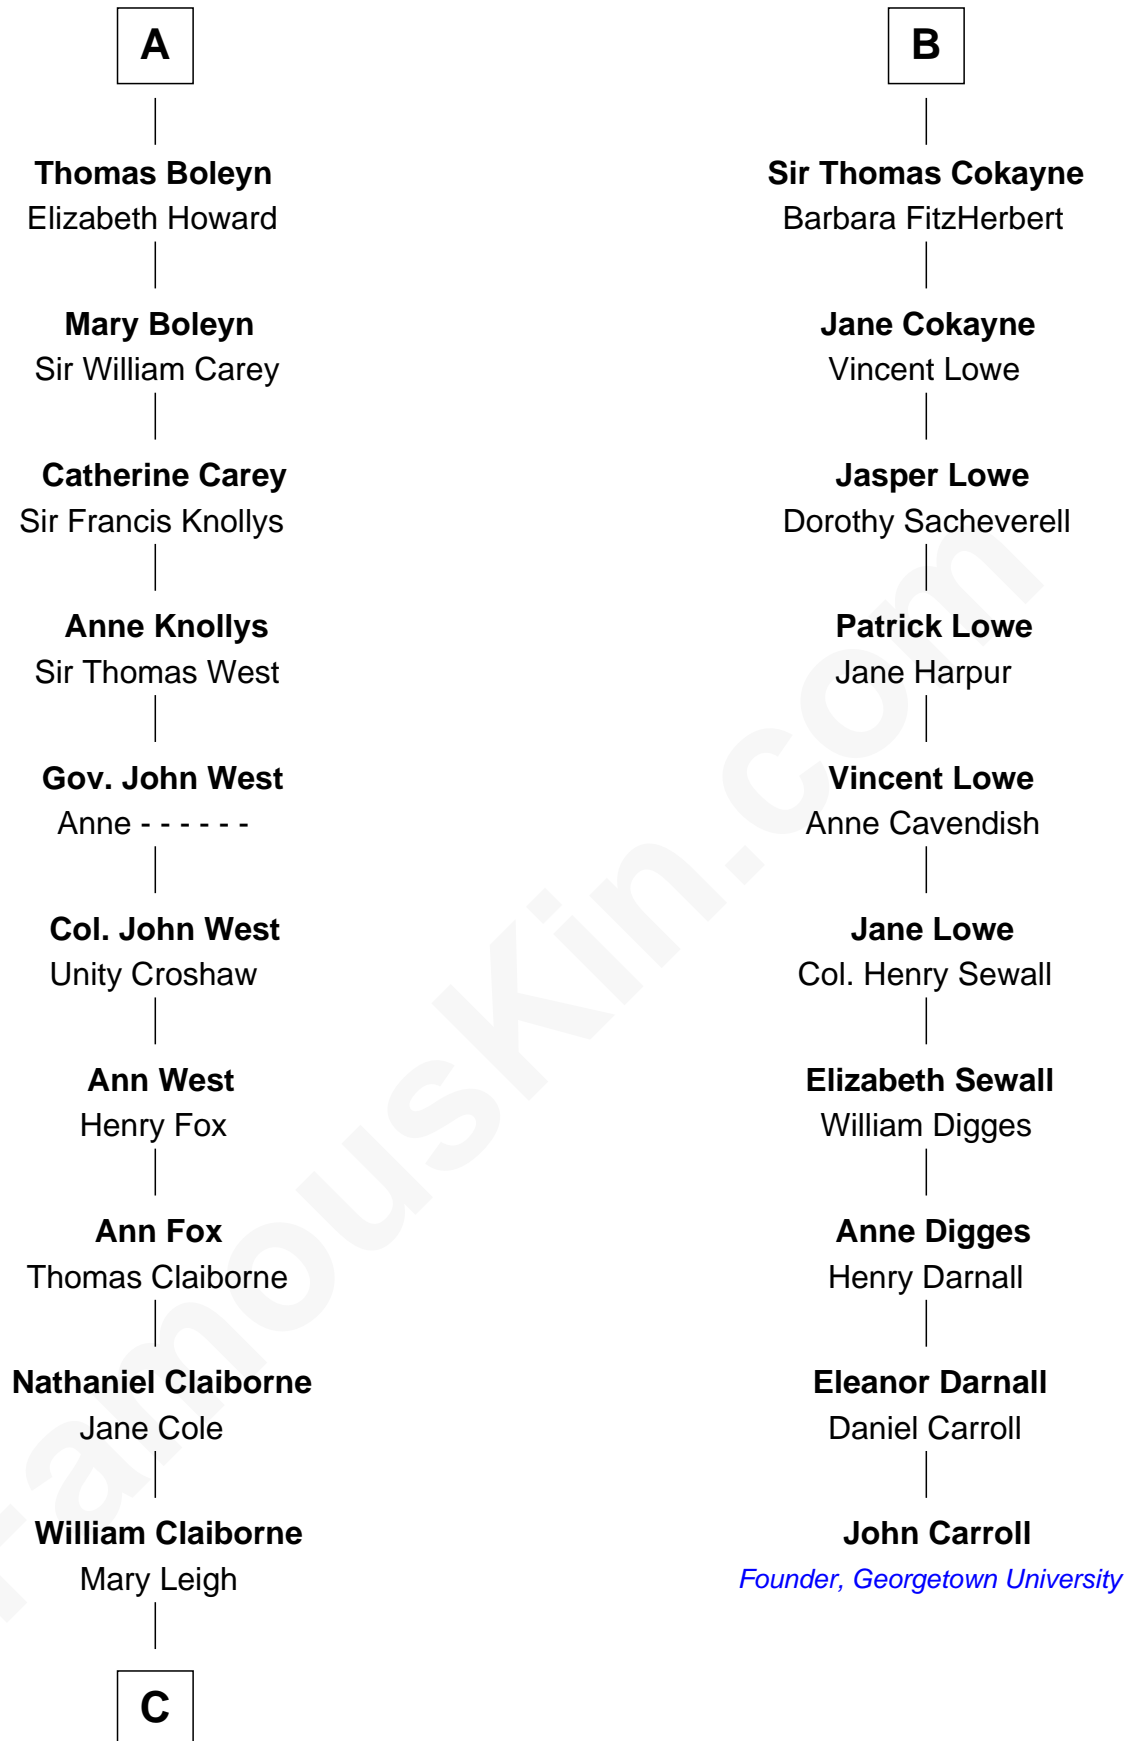 A
Thomas Boleyn
Elizabeth Howard
Mary Boleyn
Sir William Carey
Catherine Carey
Sir Francis Knollys
Anne Knollys
Sir Thomas West
Gov. John West
Anne - - - - - -
Col. John West
Unity Croshaw
Ann West
Henry Fox
Ann Fox
Thomas Claiborne
Nathaniel Claiborne
Jane Cole
William Claiborne
Mary Leigh
C
B
Sir Thomas Cokayne
Barbara FitzHerbert
Jane Cokayne
Vincent Lowe
Jasper Lowe
Dorothy Sacheverell
Patrick Lowe
Jane Harpur
Vincent Lowe
Anne Cavendish
Jane Lowe
Col. Henry Sewall
Elizabeth Sewall
William Digges
Anne Digges
Henry Darnall
Eleanor Darnall
Daniel Carroll
John Carroll
Founder, Georgetown University
FamousKin.com